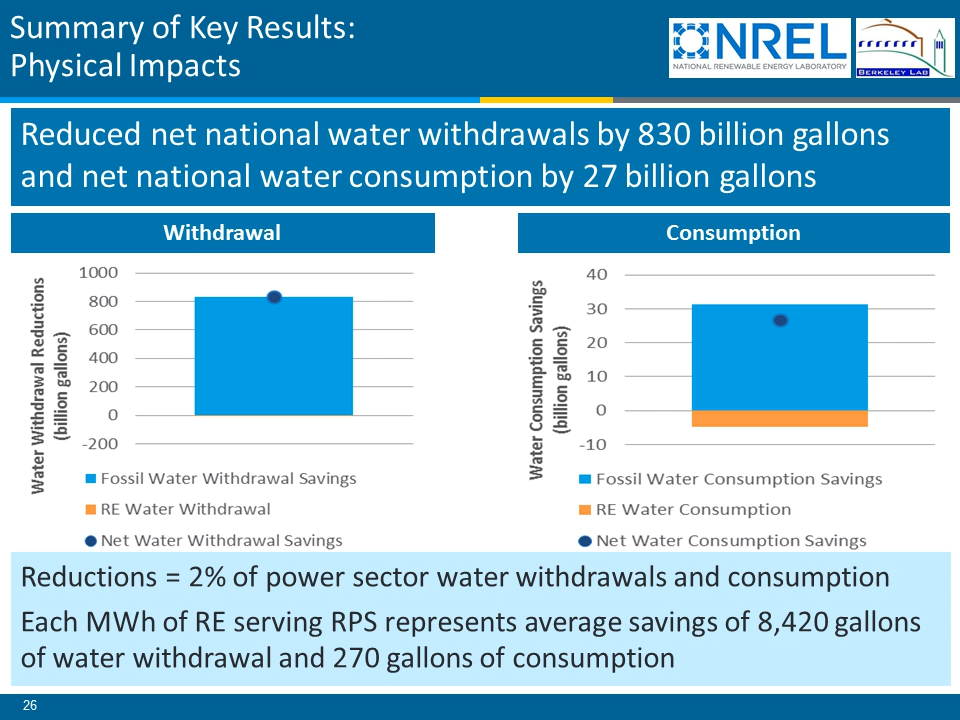 Summary of Key Results:
Physical Impacts
NREL
NATIONAL RENEWABLE ENERGY LABORATORY
BERKELEY LAB
Reduced net national water withdrawals by 830 billion gallons
and net national water consumption by 27 billion gallons
Withdrawal
Water Withdrawal Reductions
(billion gallons)
1000
800
600
400
200
0
-200
Fossil Water Withdrawal Savings
RE Water Withdrawal
Net Water Withdrawal Savings
Consumption
Water Consumption Savings
(billion gallons)
40
30
20
10
0
-10
Fossil Water Consumption Savings
RE Water Consumption
Net Water Consumption Savings
Reductions = 2% of power sector water withdrawals and consumption
Each MWh of RE serving RPS represents average savings of 8,420 gallons
of water withdrawal and 270 gallons of consumption
26